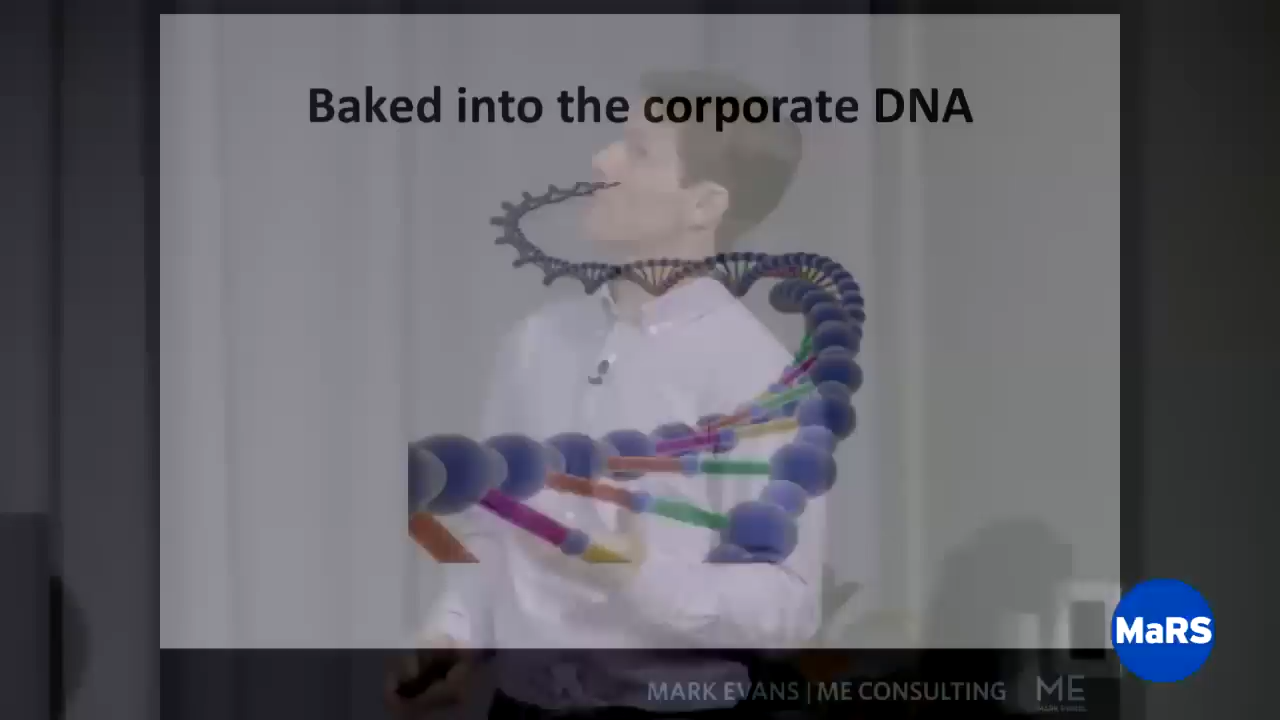 Baked into the corporate DNA
MaRS
MARK EVANS | ME CONSULTING
ME